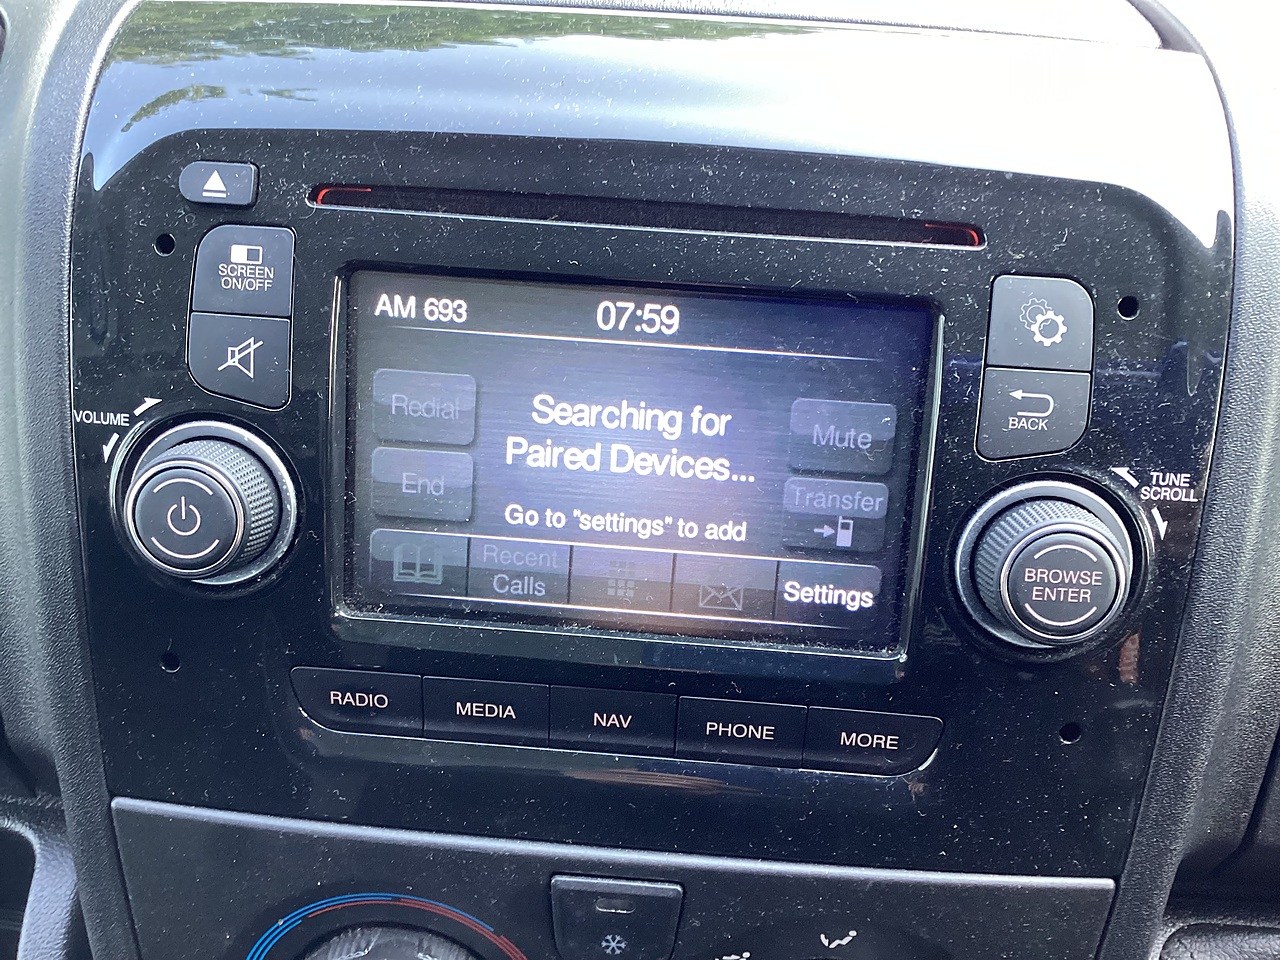 SCREEN
ON/OFF
VOLUME
AM 693
07:59
Redial
Searching for
Paired Devices...
Mute
End
Transfer
Go to "settings" to add
Recent
Calls
Settings
BACK
TUNE
SCROLL
BROWSE
ENTER
RADIO
MEDIA
NAV
PHONE
MORE